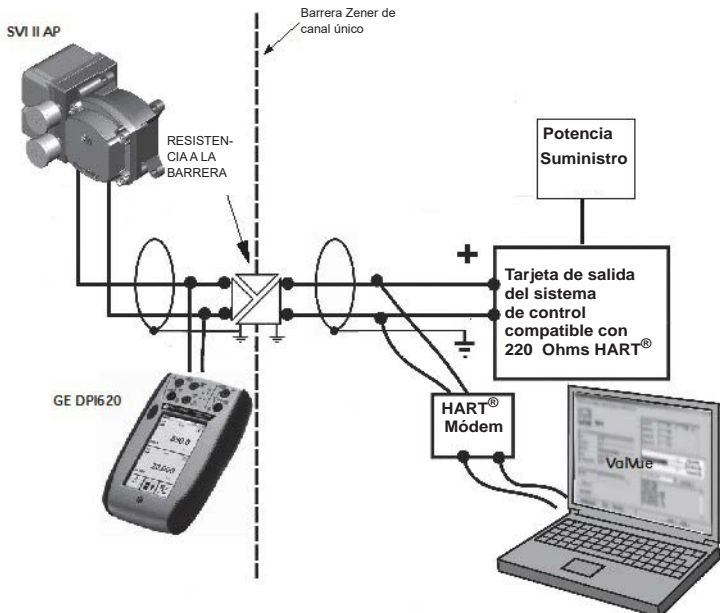 Barrera Zener de
canal único
SVI II AP
RESISTEN-
CIA A LA
BARRERA
Potencia
Suministro
+
Tarjeta de salida
del sistema
de control
compatible con
220 Ohms HART®
GE DPI620
HART®
Módem
ValVue